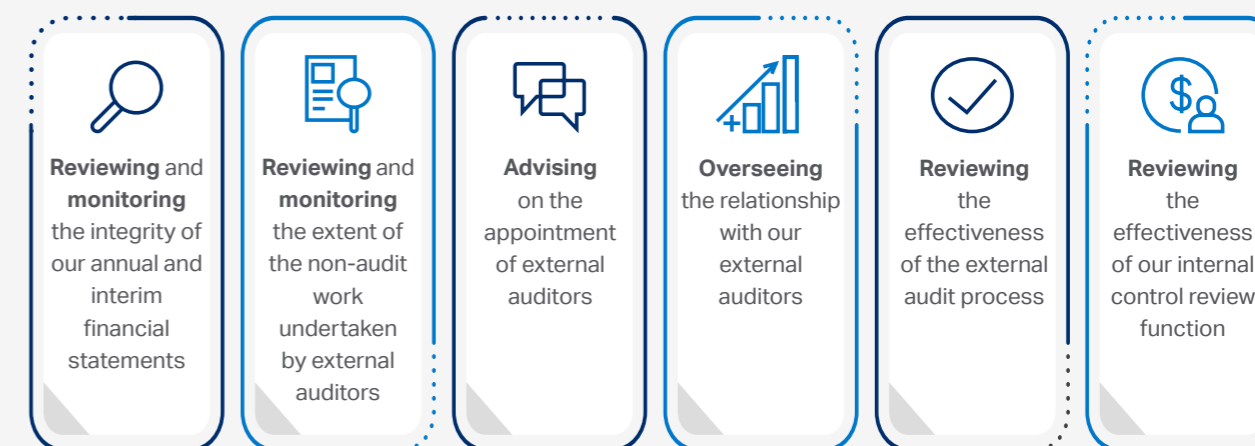 Reviewing and
monitoring
the integrity of
our annual and
interim
financial
statements
Reviewing and
monitoring
the extent of
the non-audit
work
undertaken
by external
auditors
Advising
on the
appointment
of external
auditors
Overseeing
the relationship
with our
external
auditors
Reviewing
the
effectiveness
of the external
audit process
$
Reviewing
the
effectiveness
of our internal
control review
function